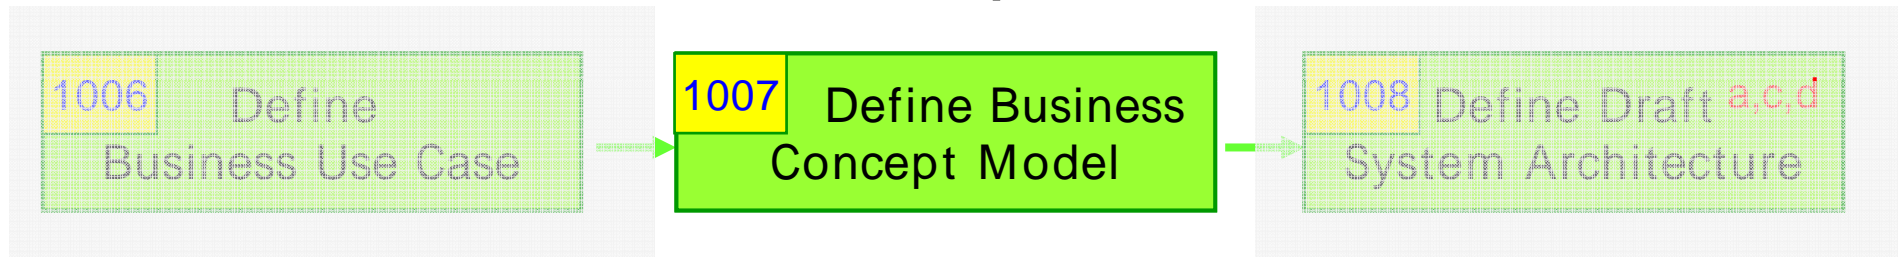 1006 Define
Business Use Case
1007 Define Business
Concept Model
1008 Define Draft a,c,d
System Architecture